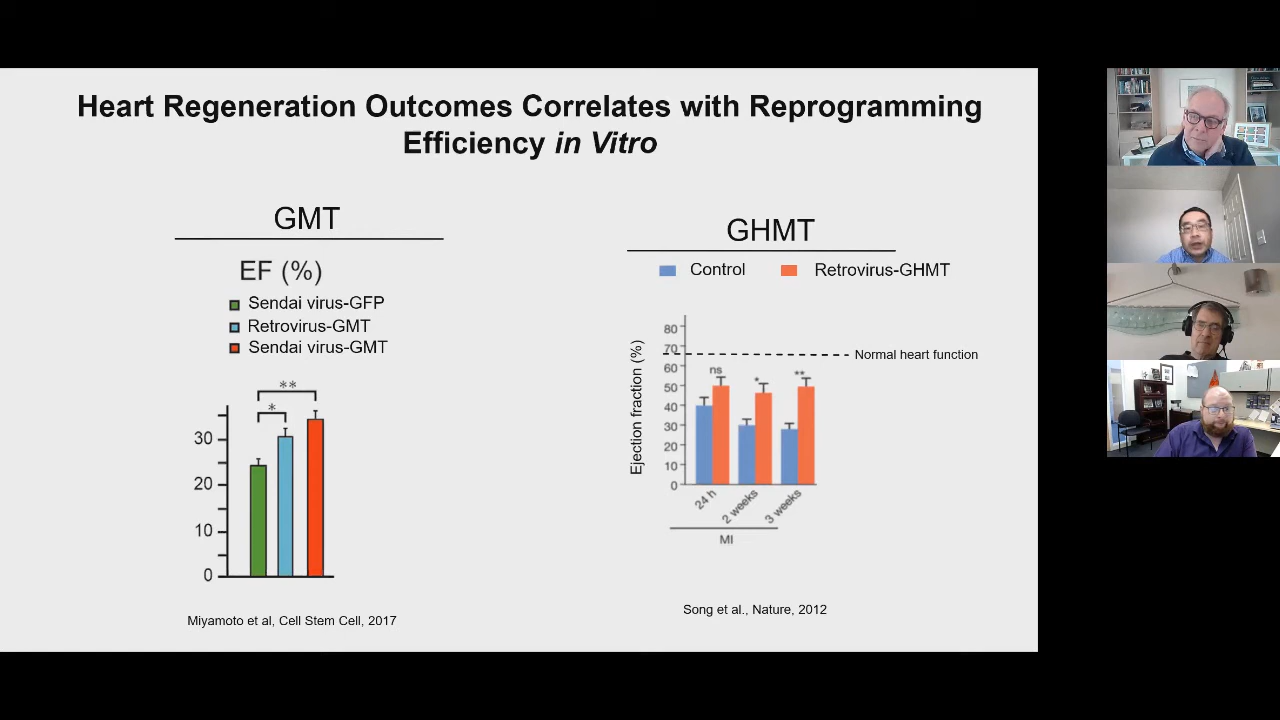 Heart Regeneration Outcomes Correlates with Reprogramming
Efficiency in Vitro
GMT
EF (%)
Sendai virus-GFP
Retrovirus-GMT
Sendai virus-GMT
**
*
30
20
10
0
Miyamoto et al, Cell Stem Cell, 2017
GHMT
Control
Retrovirus-GHMT
Ejection fraction (%)
80
70
60
50
40
30
20
10
0
Normal heart function
ns
*
**
24 h
2 weeks
3 weeks
MI
Song et al., Nature, 2012